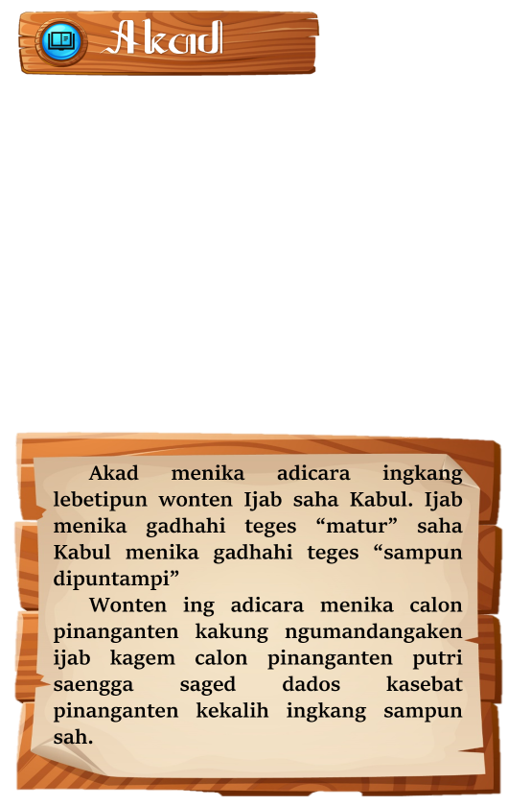 Akad
Akad menika adicara ingkang
lebetipun wonten Ijab saha Kabul. Ijab
menika gadhahi teges “matur” saha
Kabul menika gadhahi teges “sampun
dipuntampi”
Wonten ing adicara menika calon
pinanganten kakung ngumandangaken
ijab kagem calon pinanganten putri
saengga saged dados kasebat
pinanganten kekalih ingkang sampun
sah.